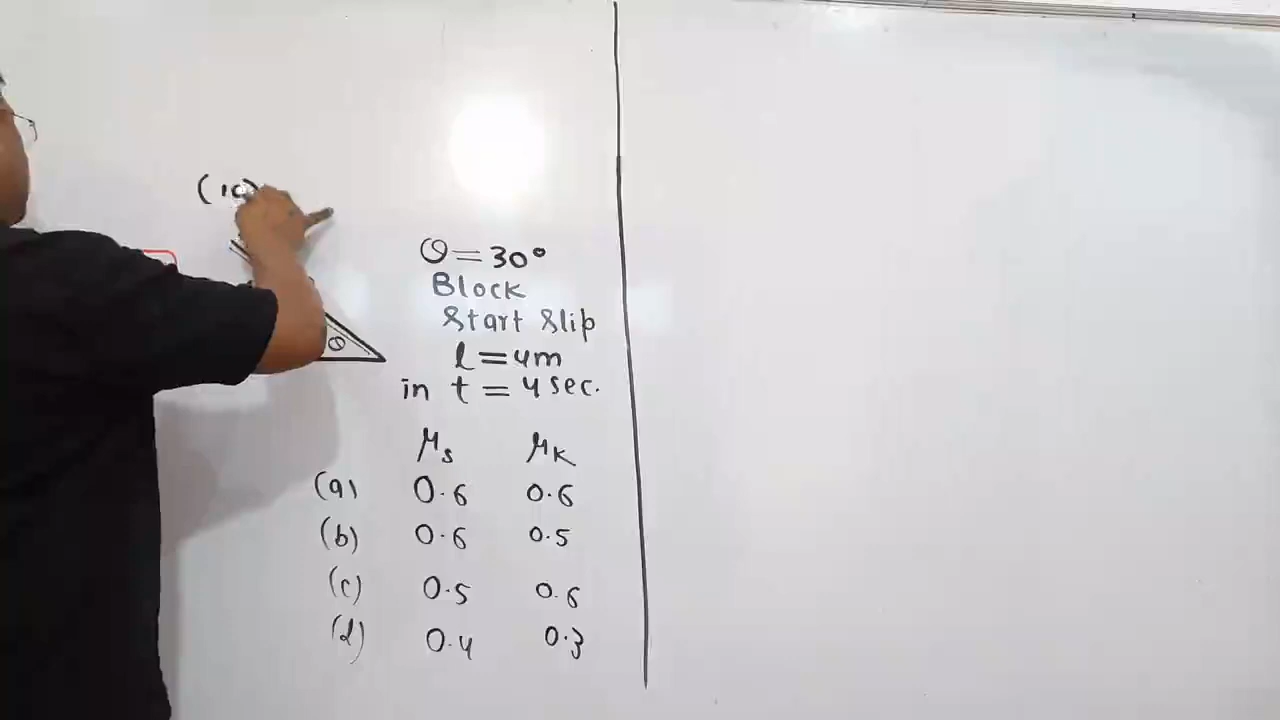 (10)
θ = 30°
Block
Start slip
θ
l = 4m
in t = 4 sec.
μs μK
(a) 0.6 0.6
(b) 0.6 0.5
(c) 0.5 0.6
(d) 0.4 0.3